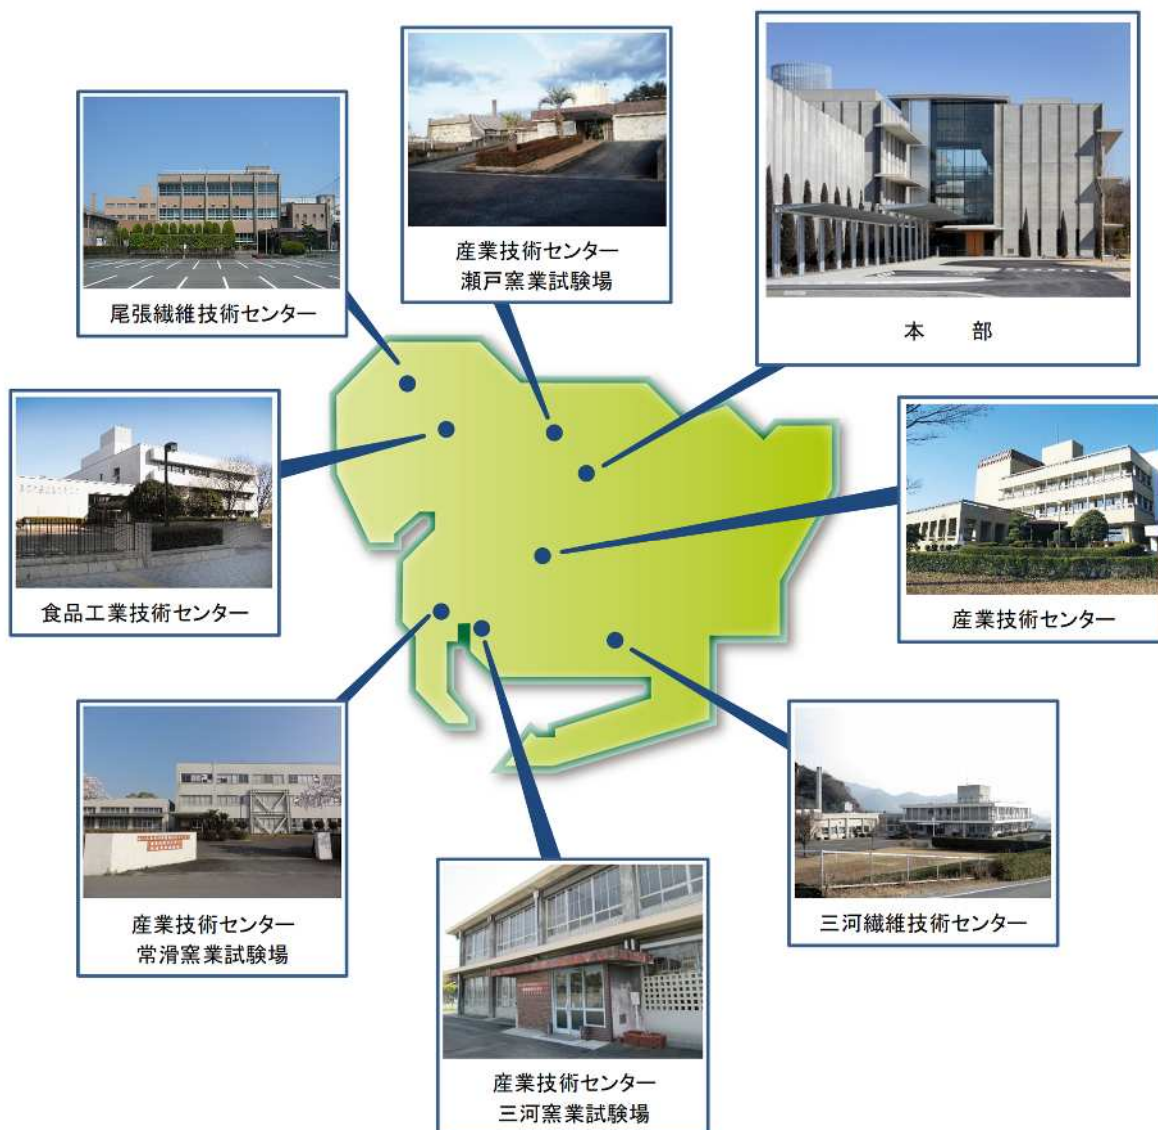 産業技術センター
瀬戸窯業試験場
本　　部
尾張繊維技術センター
食品工業技術センター
産業技術センター
産業技術センター
常滑窯業試験場
三河繊維技術センター
産業技術センター
三河窯業試験場